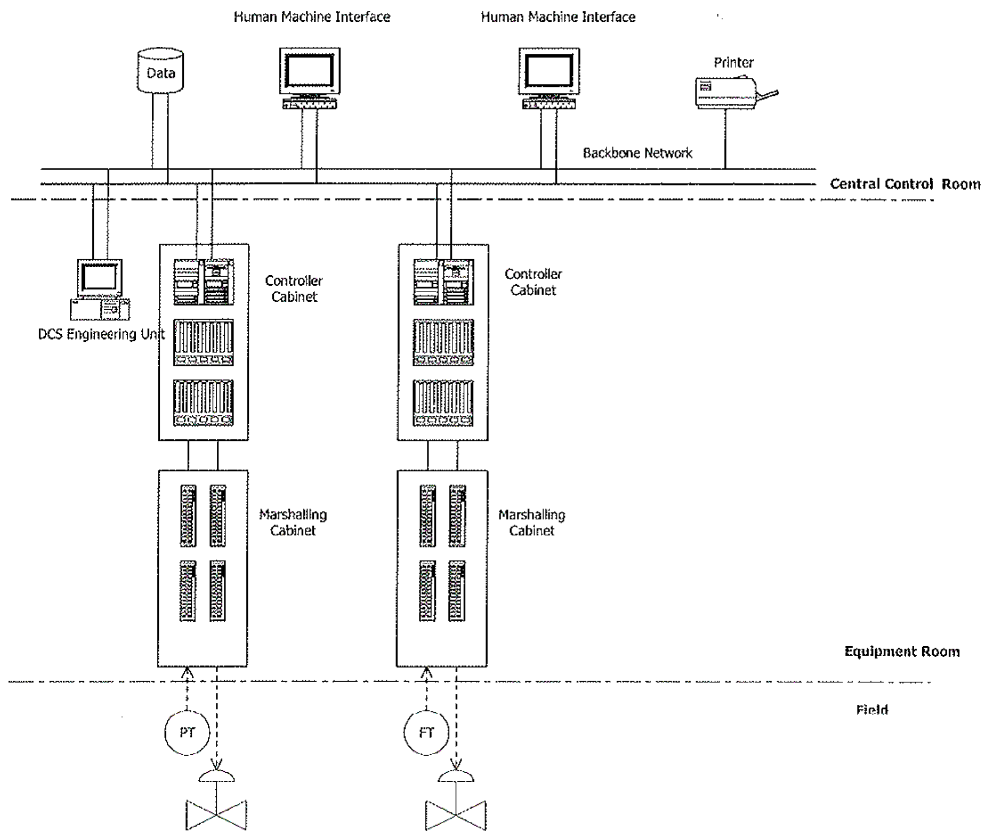 Human Machine Interface
Human Machine Interface
Data
Printer
Backbone Network
Central Control Room
Controller
Cabinet
Controller
Cabinet
DCS Engineering Unit
Marshalling
Cabinet
Marshalling
Cabinet
Equipment Room
Field
PT
FT